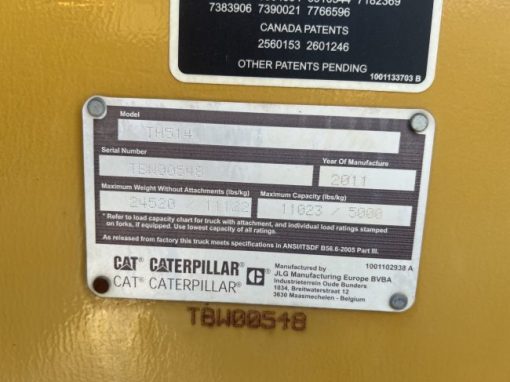 7383906 7390021 7766596
CANADA PATENTS
2560153 2601246
OTHER PATENTS PENDING
1001133703 B
Model
TH514
Serial Number
TBW00548
Year Of Manufacture
2011
Maximum Weight Without Attachments (lbs/kg)
24520 / 11122
Maximum Capacity (lbs/kg)
11023 / 5000
* Refer to load capacity chart for truck with attachment, and individual load ratings stamped
on forks. If equipped. Use lowest capacity of all ratings.
As released from factory this truck meets specifications in ANSI/ITSDF B56.6-2005 Part III.
CAT® CATERPILLAR®
CAT® CATERPILLAR®
Manufactured by
1001102938 A
JLG Manufacturing Europe BVBA
Industrieterrein Oude Bunders
1034, Breitwaterstraat 12
3630 Maasmechelen - Belgium
TBW00548